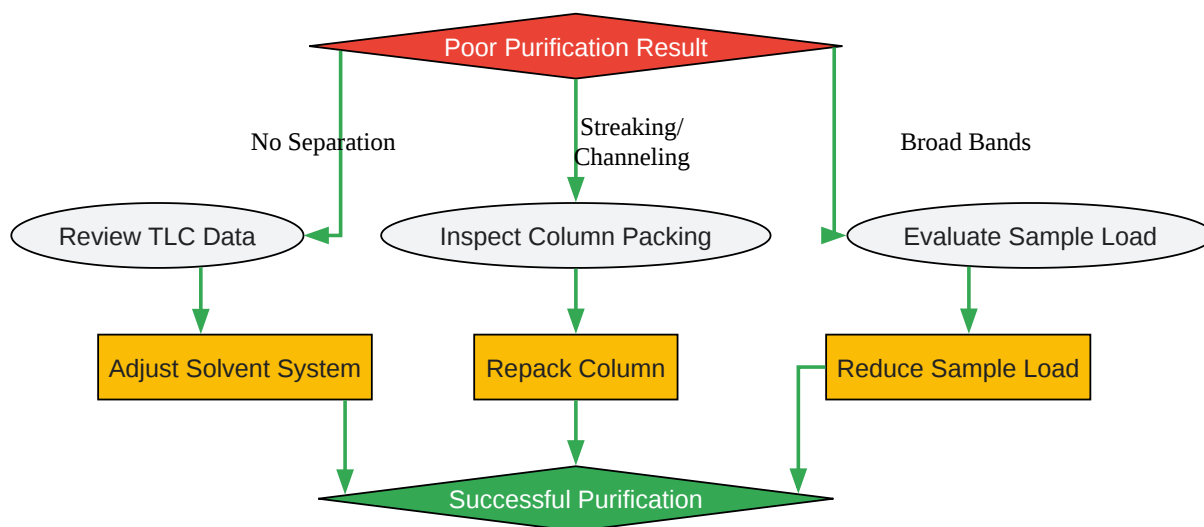 Poor Purification Result
No Separation
Streaking/
Channeling
Broad Bands
Review TLC Data
Inspect Column Packing
Evaluate Sample Load
Adjust Solvent System
Repack Column
Reduce Sample Load
Successful Purification